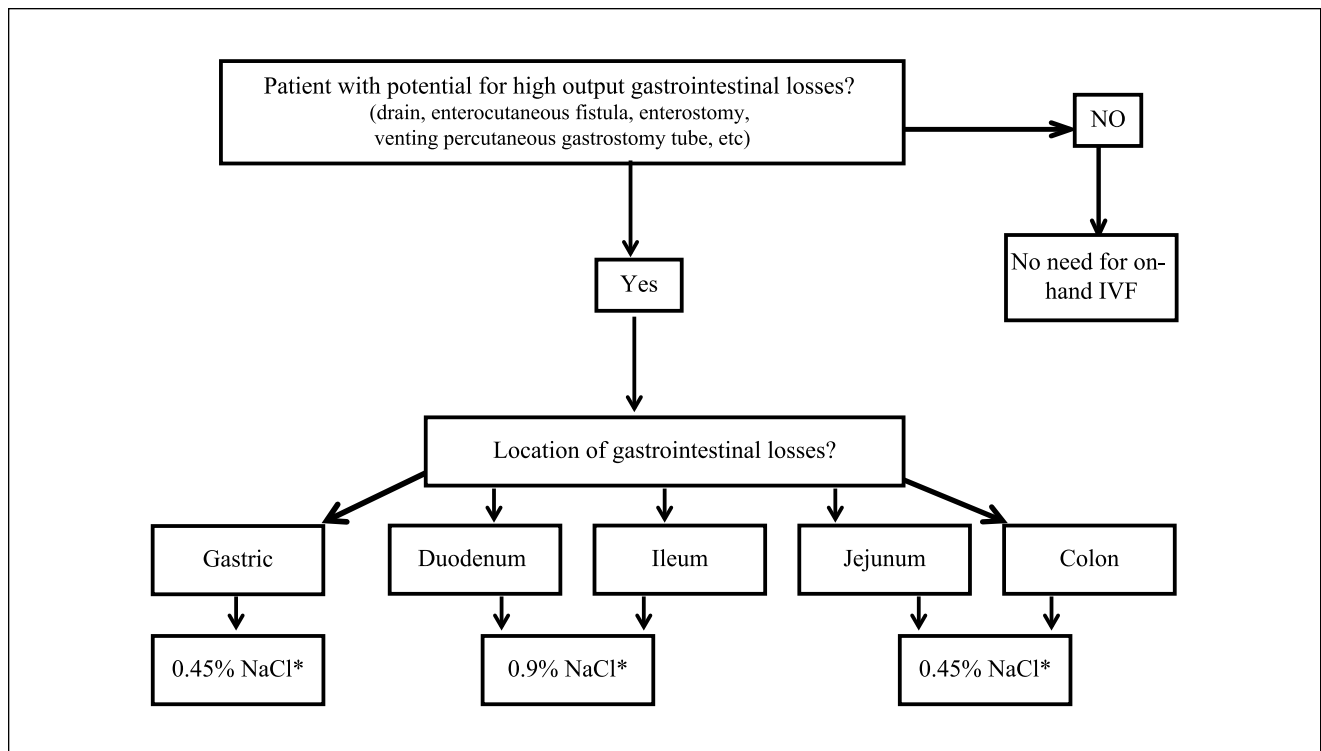 Patient with potential for high output gastrointestinal losses?
(drain, enterocutaneous fistula, enterostomy,
venting percutaneous gastrostomy tube, etc)
NO
No need for on-
hand IVF
Yes
Location of gastrointestinal losses?
Gastric
Duodenum
Ileum
Jejunum
Colon
0.45% NaCl*
0.9% NaCl*
0.45% NaCl*